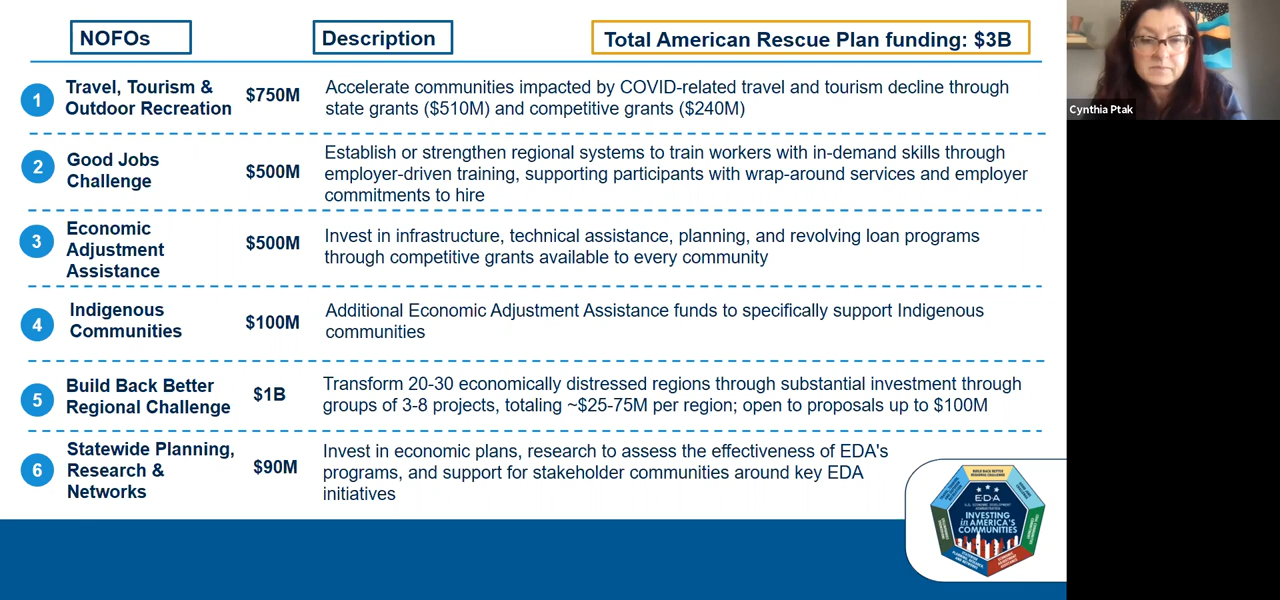 NOFOs
Description
Total American Rescue Plan funding: $3B
1
Travel, Tourism &
Outdoor Recreation
$750M
Accelerate communities impacted by COVID-related travel and tourism decline through
state grants ($510M) and competitive grants ($240M)
2
Good Jobs
Challenge
$500M
Establish or strengthen regional systems to train workers with in-demand skills through
employer-driven training, supporting participants with wrap-around services and employer
commitments to hire
3
Economic
Adjustment
Assistance
$500M
Invest in infrastructure, technical assistance, planning, and revolving loan programs
through competitive grants available to every community
4
Indigenous
Communities
$100M
Additional Economic Adjustment Assistance funds to specifically support Indigenous
communities
5
Build Back Better
Regional Challenge
$1B
Transform 20-30 economically distressed regions through substantial investment through
groups of 3-8 projects, totaling ~$25-75M per region; open to proposals up to $100M
6
Statewide Planning,
Research &
Networks
$90M
Invest in economic plans, research to assess the effectiveness of EDA's
programs, and support for stakeholder communities around key EDA
initiatives
BUILD BACK BETTER
REGIONAL CHALLENGE
EDA
U.S. ECONOMIC DEVELOPMENT
ADMINISTRATION
INVESTING
in AMERICA'S
COMMUNITIES
Cynthia Ptak